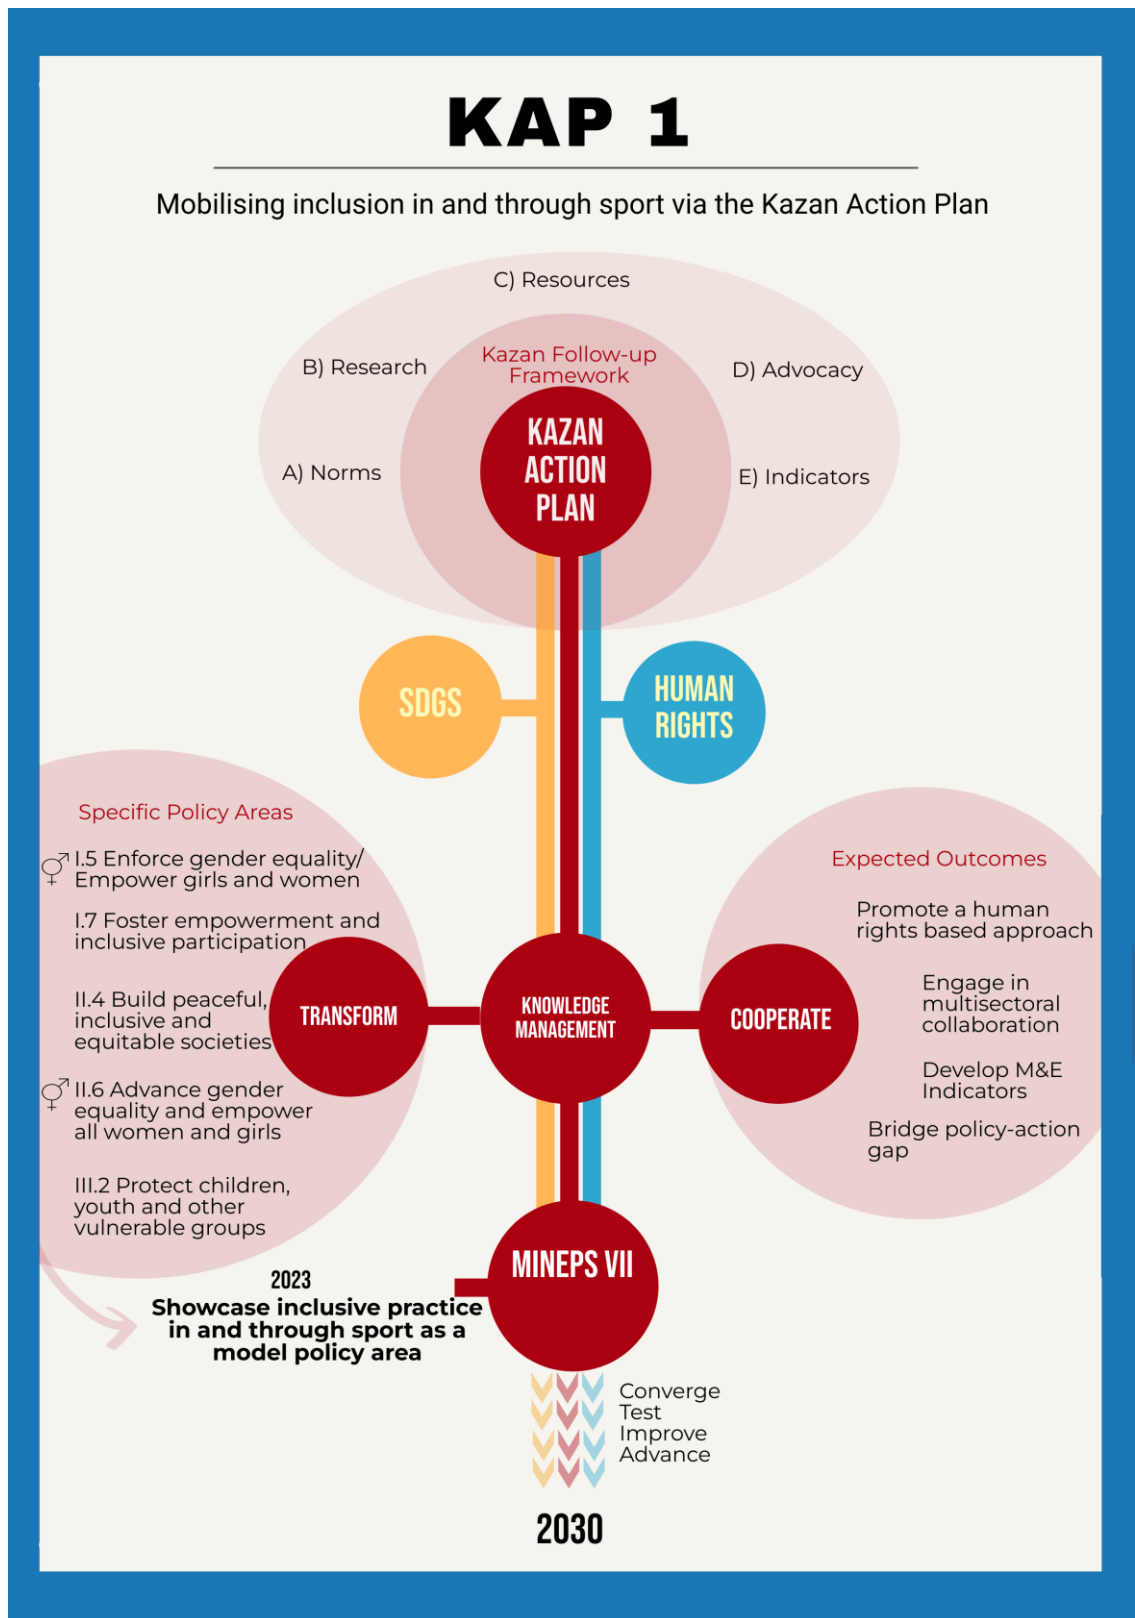 KAP 1
Mobilising inclusion in and through sport via the Kazan Action Plan
C) Resources
B) Research
Kazan Follow-up
Framework
D) Advocacy
KAZAN
ACTION
PLAN
A) Norms
E) Indicators
SDGS
HUMAN
RIGHTS
Specific Policy Areas
I.5 Enforce gender equality/
Empower girls and women
I.7 Foster empowerment and
inclusive participation
II.4 Build peaceful,
inclusive and
equitable societies
II.6 Advance gender
equality and empower
all women and girls
III.2 Protect children,
youth and other
vulnerable groups
TRANSFORM
KNOWLEDGE
MANAGEMENT
COOPERATE
Expected Outcomes
Promote a human
rights based approach
Engage in
multisectoral
collaboration
Develop M&E
Indicators
Bridge policy-action
gap
MINEPS VII
2023
Showcase inclusive practice
in and through sport as a
model policy area
Converge
Test
Improve
Advance
2030